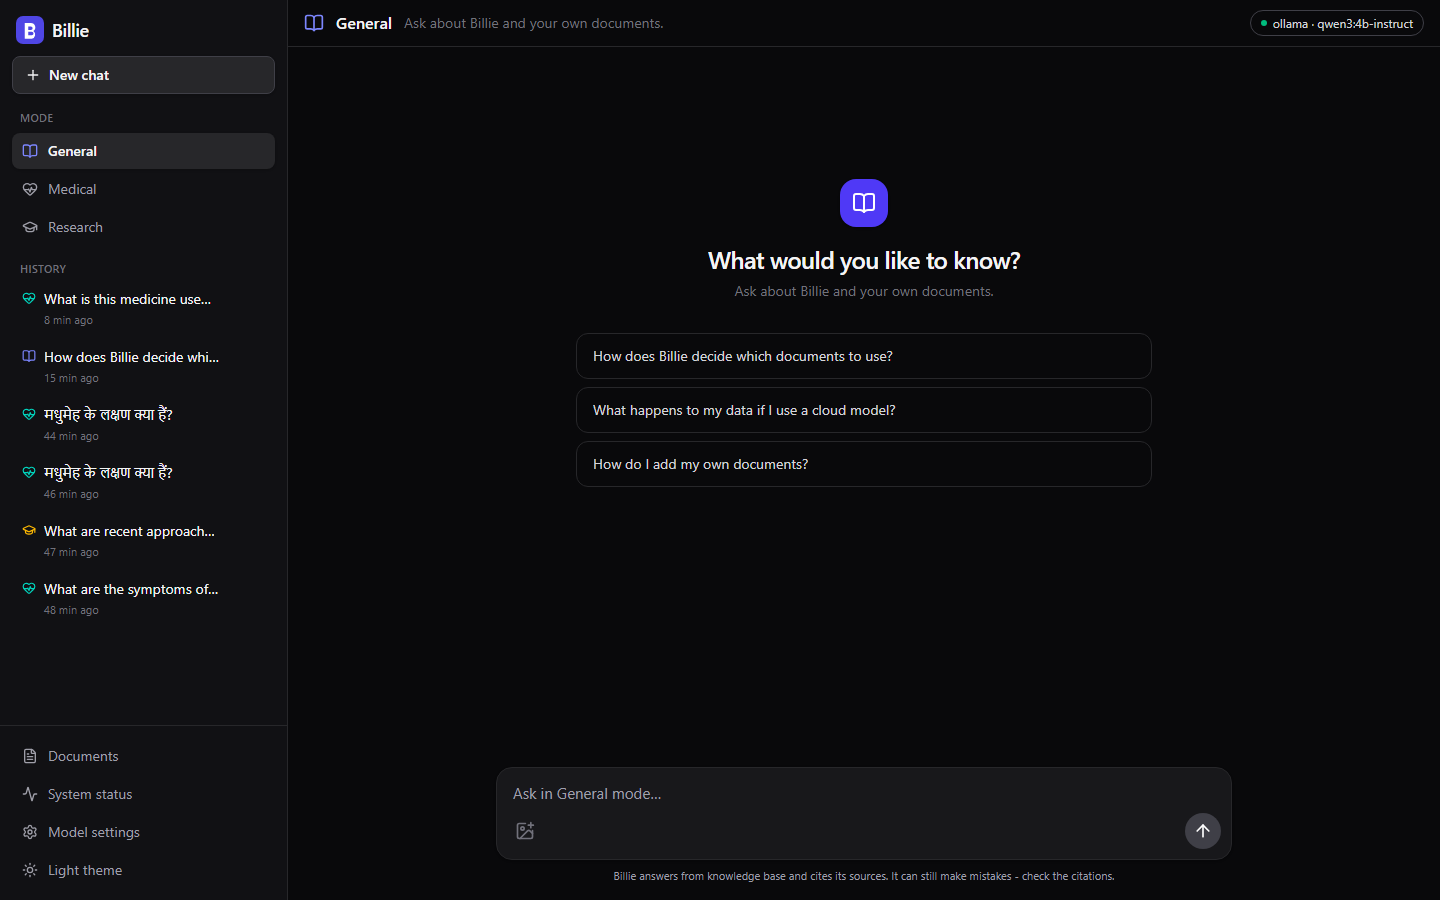 Billie
New chat
MODE
General
Medical
Research
HISTORY
What is this medicine use...
8 min ago
How does Billie decide whi...
15 min ago
मधुमेह के लक्षण क्या हैं?
44 min ago
मधुमेह के लक्षण क्या हैं?
46 min ago
What are recent approach...
47 min ago
What are the symptoms of...
48 min ago
Documents
System status
Model settings
Light theme
General Ask about Billie and your own documents.
ollama · qwen3:4b-instruct
What would you like to know?
Ask about Billie and your own documents.
How does Billie decide which documents to use?
What happens to my data if I use a cloud model?
How do I add my own documents?
Ask in General mode...
Billie answers from knowledge base and cites its sources. It can still make mistakes - check the citations.